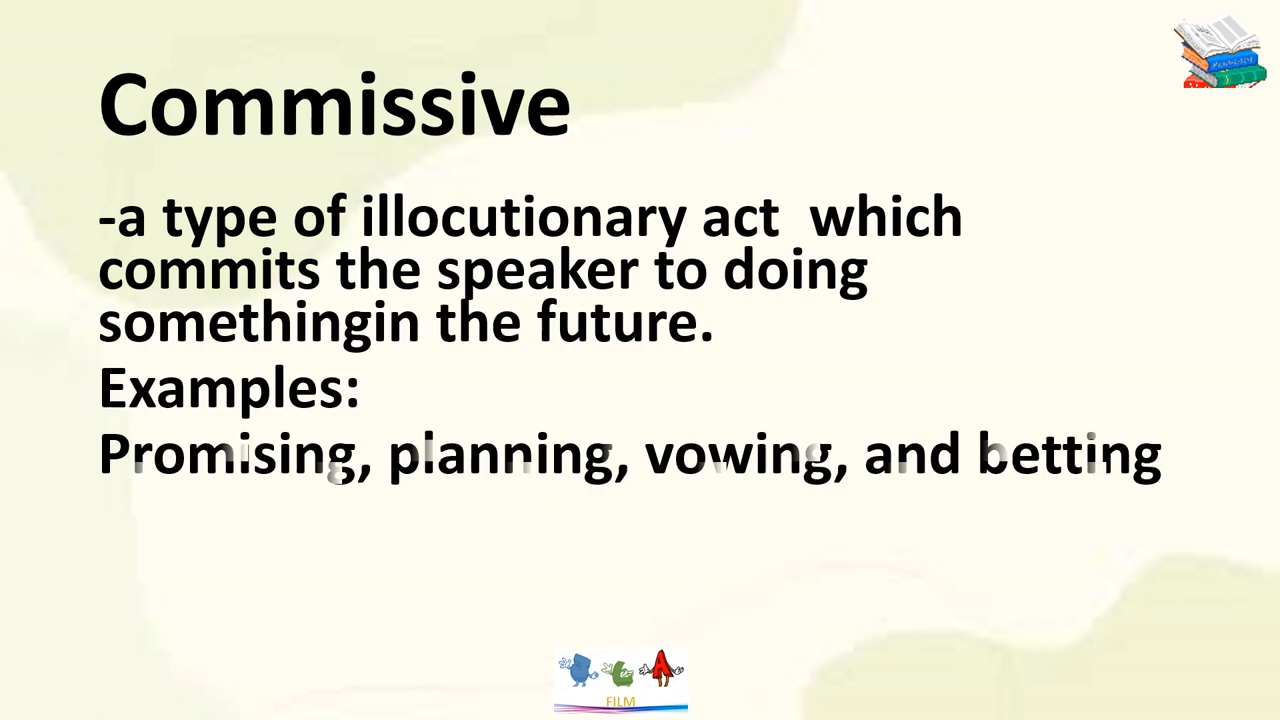 Commissive
-a type of illocutionary act  which
commits the speaker to doing
somethingin the future.
Examples:
Promising, planning, vowing, and betting
FILM